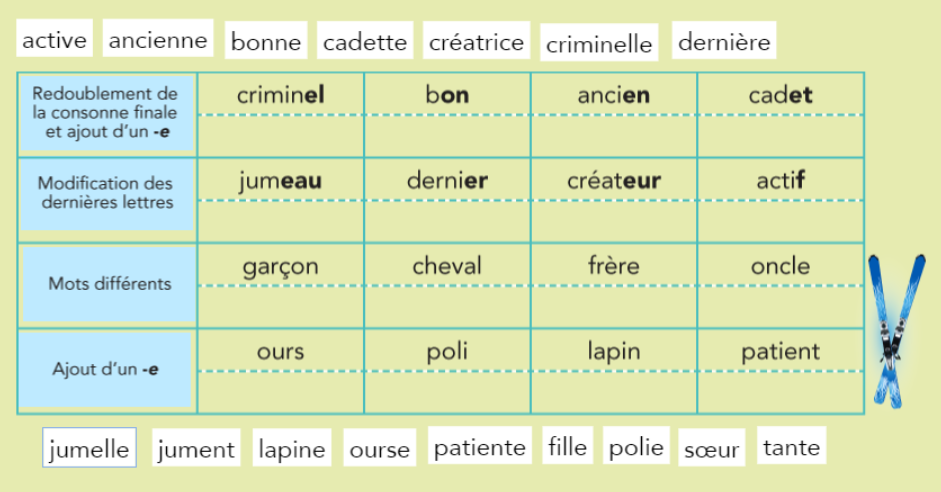 active ancienne bonne cadette créatrice criminelle dernière
Redoublement de
la consonne finale
et ajout d'un -e
criminel bon ancien cadet
Modification des
dernières lettres
jumeau dernier créateur actif
Mots différents
garçon cheval frère oncle
Ajout d'un -e
ours poli lapin patient
jumelle jument lapine ourse patiente fille polie sœur tante